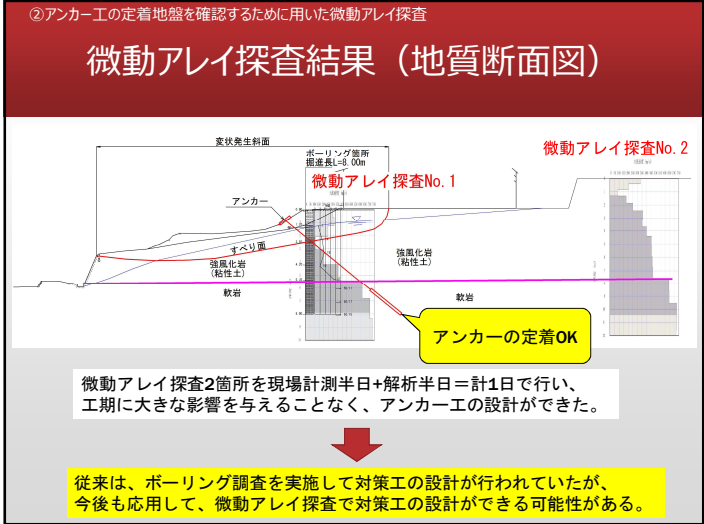 ②アンカー工の定着地盤を確認するために用いた微動アレイ探査
微動アレイ探査結果（地質断面図）
変状発生斜面
ボーリング箇所
掘進長L=8.00m
微動アレイ探査No.2
微動アレイ探査No.1
アンカー
すべり面
強風化岩
(粘性土)
強風化岩
(粘性土)
軟岩
軟岩
アンカーの定着OK
微動アレイ探査2箇所を現場計測半日+解析半日＝計1日で行い、
工期に大きな影響を与えることなく、アンカー工の設計ができた。
従来は、ボーリング調査を実施して対策工の設計が行われていたが、
今後も応用して、微動アレイ探査で対策工の設計ができる可能性がある。